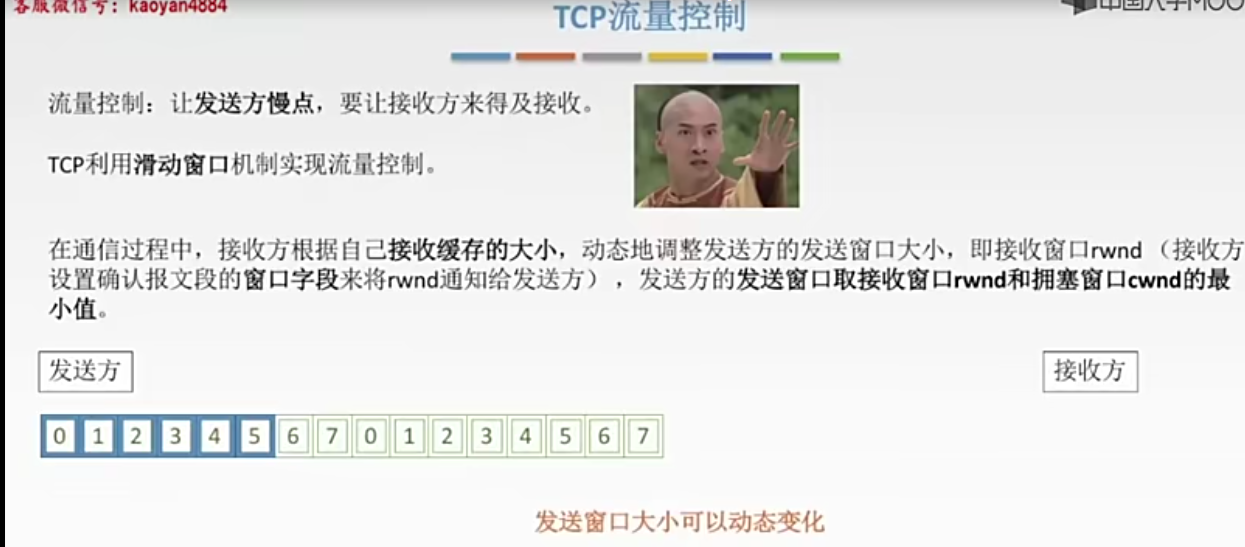 客服微信号：kaoyan4884
中国大学MOO
TCP流量控制
流量控制：让发送方慢点，要让接收方来得及接收。
TCP利用滑动窗口机制实现流量控制。
在通信过程中，接收方根据自己接收缓存的大小，动态地调整发送方的发送窗口大小，即接收窗口rwnd（接收方
设置确认报文段的窗口字段来将rwnd通知给发送方），发送方的发送窗口取接收窗口rwnd和拥塞窗口cwnd的最
小值。
发送方
接收方
0 1 2 3 4 5 6 7 0 1 2 3 4 5 6 7
发送窗口大小可以动态变化